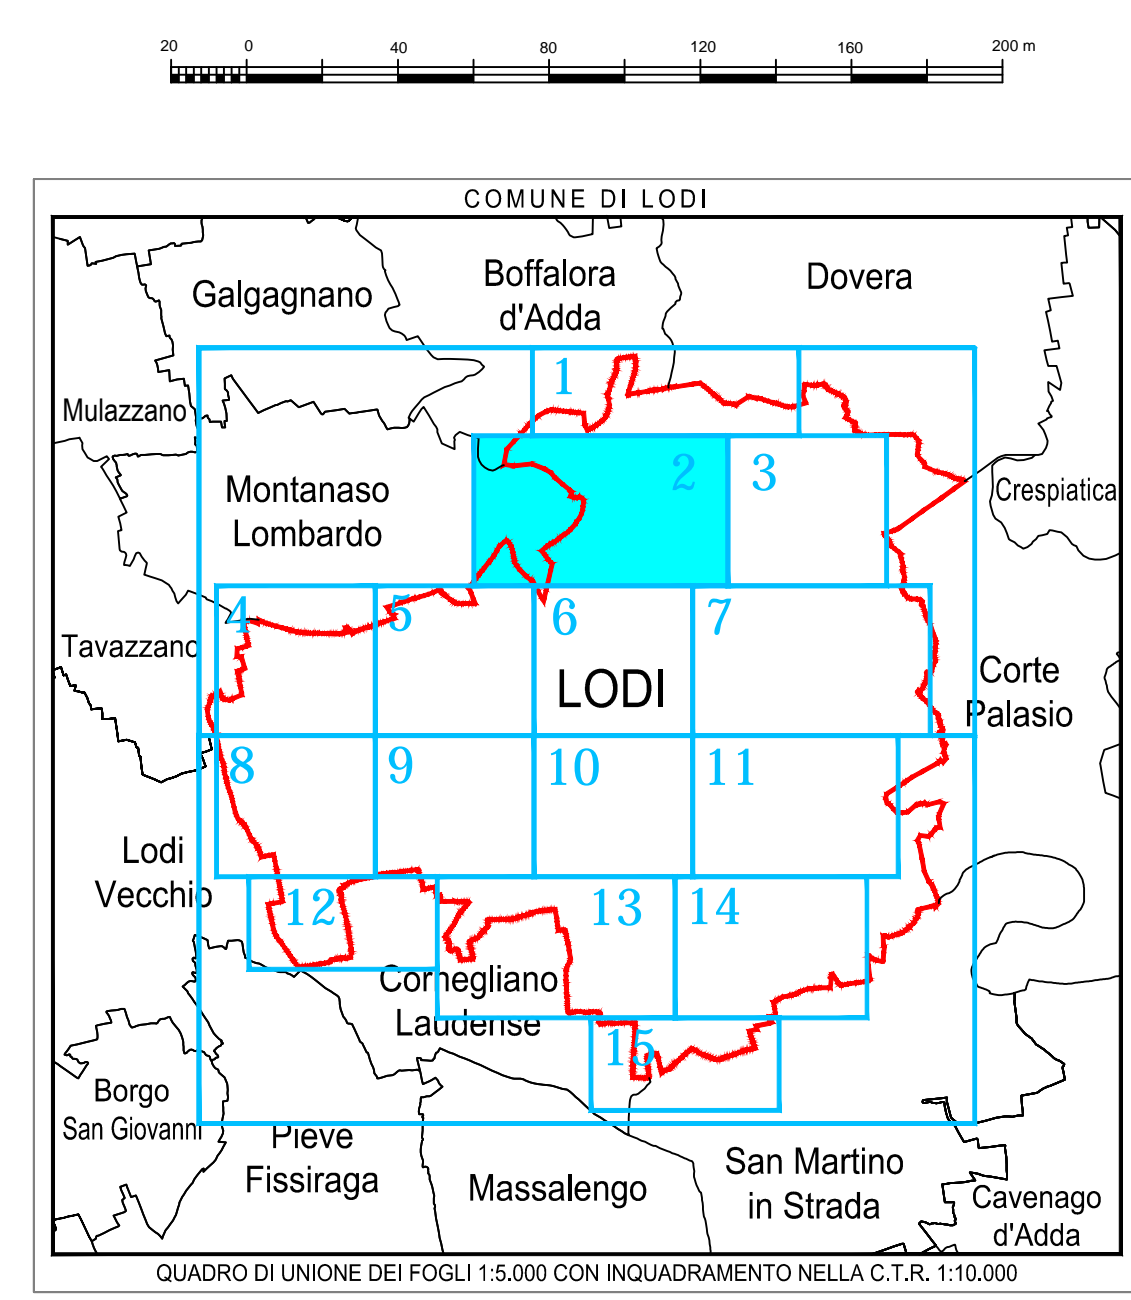 20 0 40 80 120 160 200 m
COMUNE DI LODI
Galgagnano
Boffalora
d'Adda
Dovera
1
Mulazzano
2
3
Montanaso
Lombardo
Crespiatica
4
5
6
7
Tavazzano
LODI
Corte
Palasio
8
9
10
11
Lodi
Vecchio
12
13
14
Cornegliano
Laudense
15
Borgo
San Giovanni
Pieve
Fissiraga
Massalengo
San Martino
in Strada
Cavenago
d'Adda
QUADRO DI UNIONE DEI FOGLI 1:5.000 CON INQUADRAMENTO NELLA C.T.R. 1:10.000